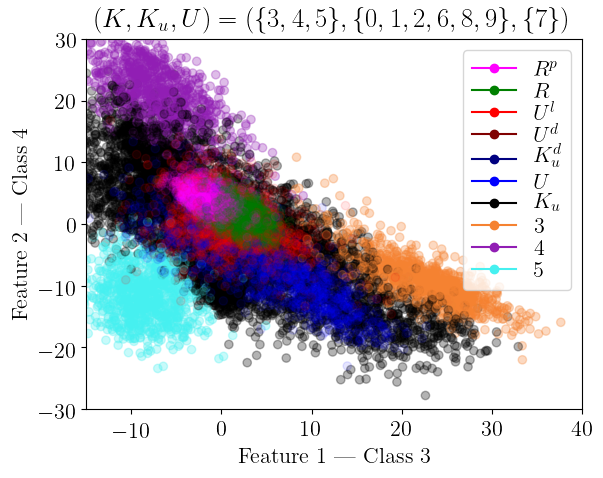 (K, K_u, U) = ({3, 4, 5}, {0, 1, 2, 6, 8, 9}, {7})
30
20
10
0
−10
−20
−30
Feature 2 — Class 4
R^p
R
U^l
U^d
K_u^d
U
K_u
3
4
5
−10
0
10
20
30
40
Feature 1 — Class 3